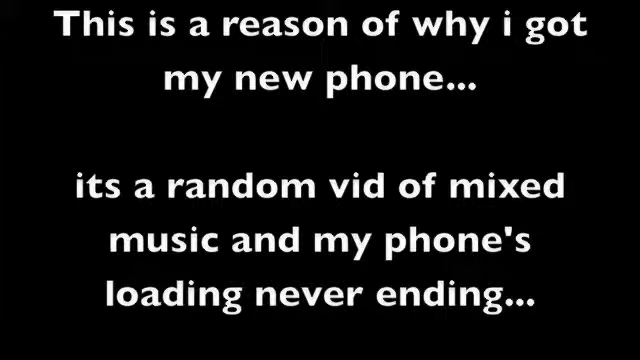 This is a reason of why i got
my new phone...
its a random vid of mixed
music and my phone's
loading never ending...